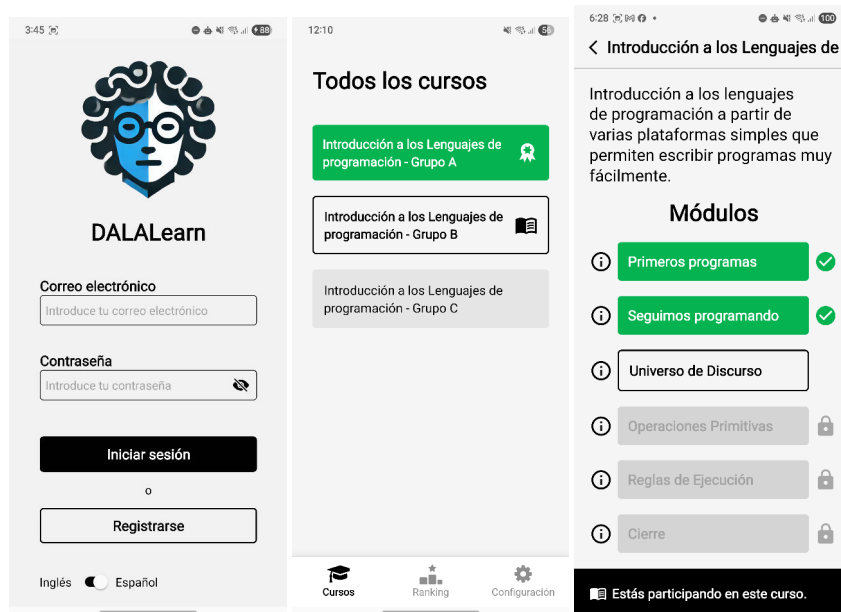 3:45
88
DALALearn
Correo electrónico
Introduce tu correo electrónico
Contraseña
Introduce tu contraseña
Iniciar sesión
o
Registrarse
Inglés
Español
12:10
Todos los cursos
Introducción a los Lenguajes de
programación - Grupo A
Introducción a los Lenguajes de
programación - Grupo B
Introducción a los Lenguajes de
programación - Grupo C
Cursos
Ranking
Configuración
6:28
100
Introducción a los Lenguajes de
Introducción a los lenguajes
de programación a partir de
varias plataformas simples que
permiten escribir programas muy
fácilmente.
Módulos
Primeros programas
Seguimos programando
Universo de Discurso
Operaciones Primitivas
Reglas de Ejecución
Cierre
Estás participando en este curso.